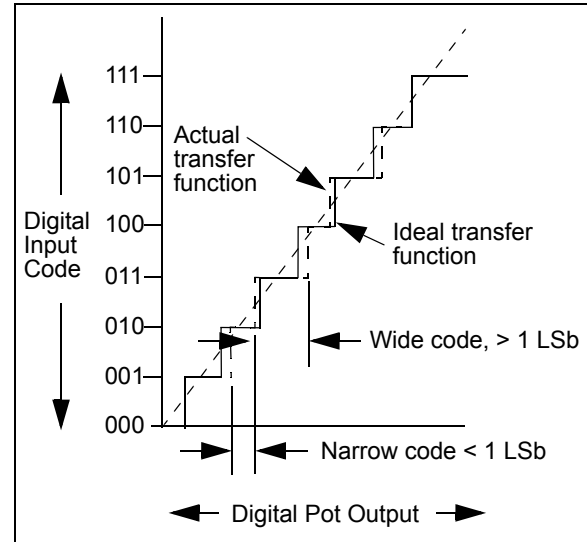 111
110
101
100
011
010
001
000
Digital
Input
Code
Actual
transfer
function
Ideal transfer
function
Wide code, > 1 LSb
Narrow code < 1 LSb
Digital Pot Output